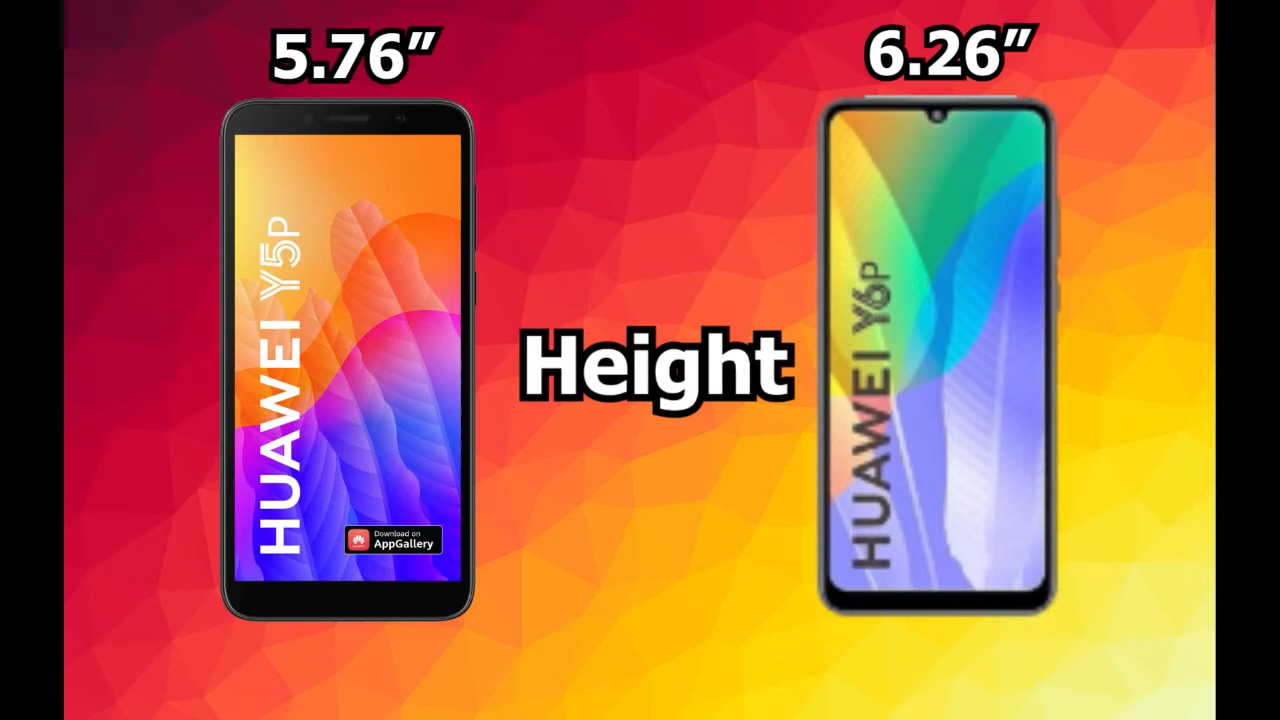 5.76”
6.26”
HUAWEI Y5P
Download on
AppGallery
Height
HUAWEI Y6P